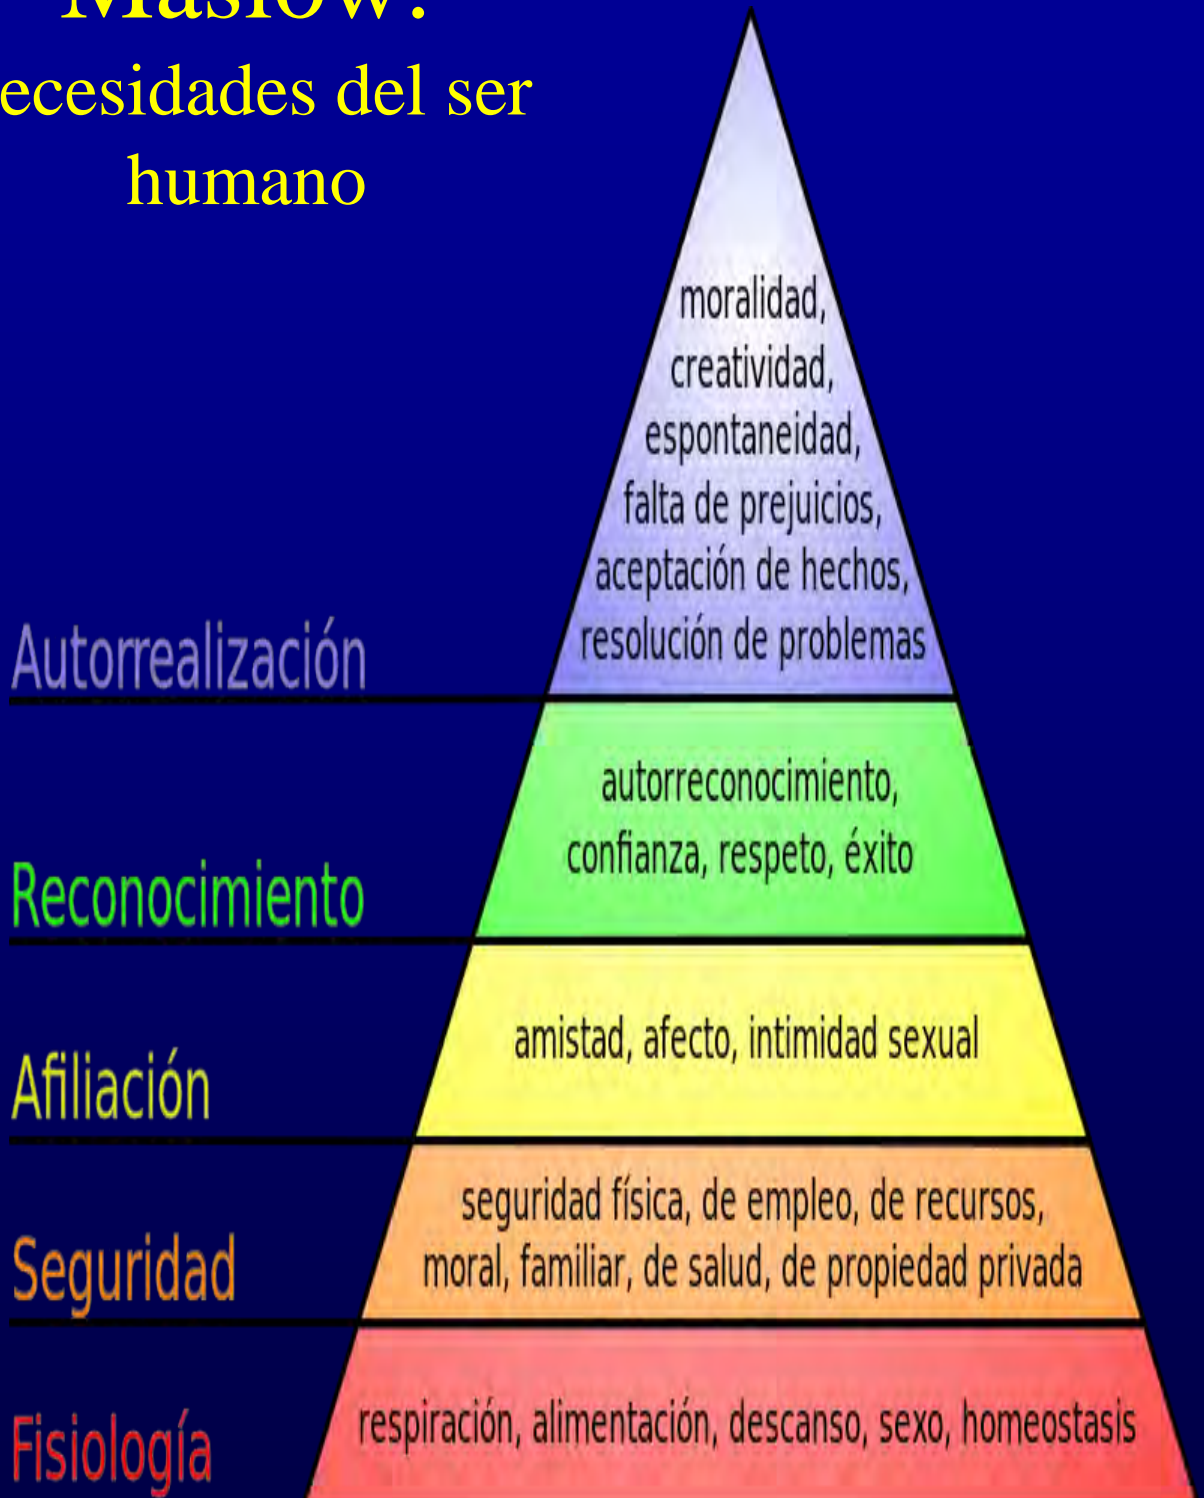 Maslow:
ecesidades del ser
humano
moralidad,
creatividad,
espontaneidad,
falta de prejuicios,
aceptación de hechos,
resolución de problemas
Autorrealización
autorreconocimiento,
confianza, respeto, éxito
Reconocimiento
amistad, afecto, intimidad sexual
Afiliación
seguridad física, de empleo, de recursos,
moral, familiar, de salud, de propiedad privada
Seguridad
respiración, alimentación, descanso, sexo, homeostasis
Fisiología